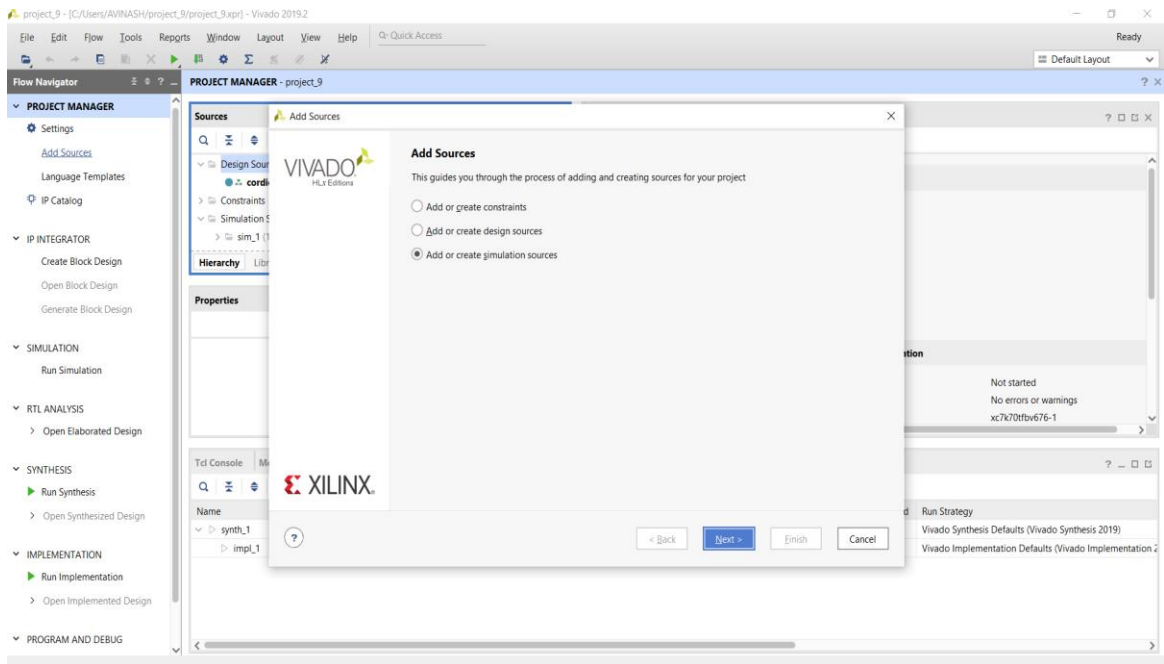 project_9 - [C:/Users/AVINASH/project_9/project_9.xpr] - Vivado 2019.2
File Edit Flow Tools Reports Window Layout View Help Q- Quick Access Ready
Default Layout
Flow Navigator ? PROJECT MANAGER - project_9 ?
PROJECT MANAGER
Settings
Add Sources
Language Templates
IP Catalog
IP INTEGRATOR
Create Block Design
Open Block Design
Generate Block Design
SIMULATION
Run Simulation
RTL ANALYSIS
Open Elaborated Design
SYNTHESIS
Run Synthesis
Open Synthesized Design
IMPLEMENTATION
Run Implementation
Open Implemented Design
PROGRAM AND DEBUG
Sources
Design Sour
cordi
Constraints
Simulation S
sim_1 (1
Hierarchy Libr
Properties
Add Sources
VIVADO
HLx Editions
Add Sources
This guides you through the process of adding and creating sources for your project
Add or create constraints
Add or create design sources
Add or create simulation sources
XILINX
? < Back Next > Finish Cancel
?
ation
Not started
No errors or warnings
xc7k70tfbv676-1
Tcl Console Me ?
Name d Run Strategy
synth_1 Vivado Synthesis Defaults (Vivado Synthesis 2019)
impl_1 Vivado Implementation Defaults (Vivado Implementation 2